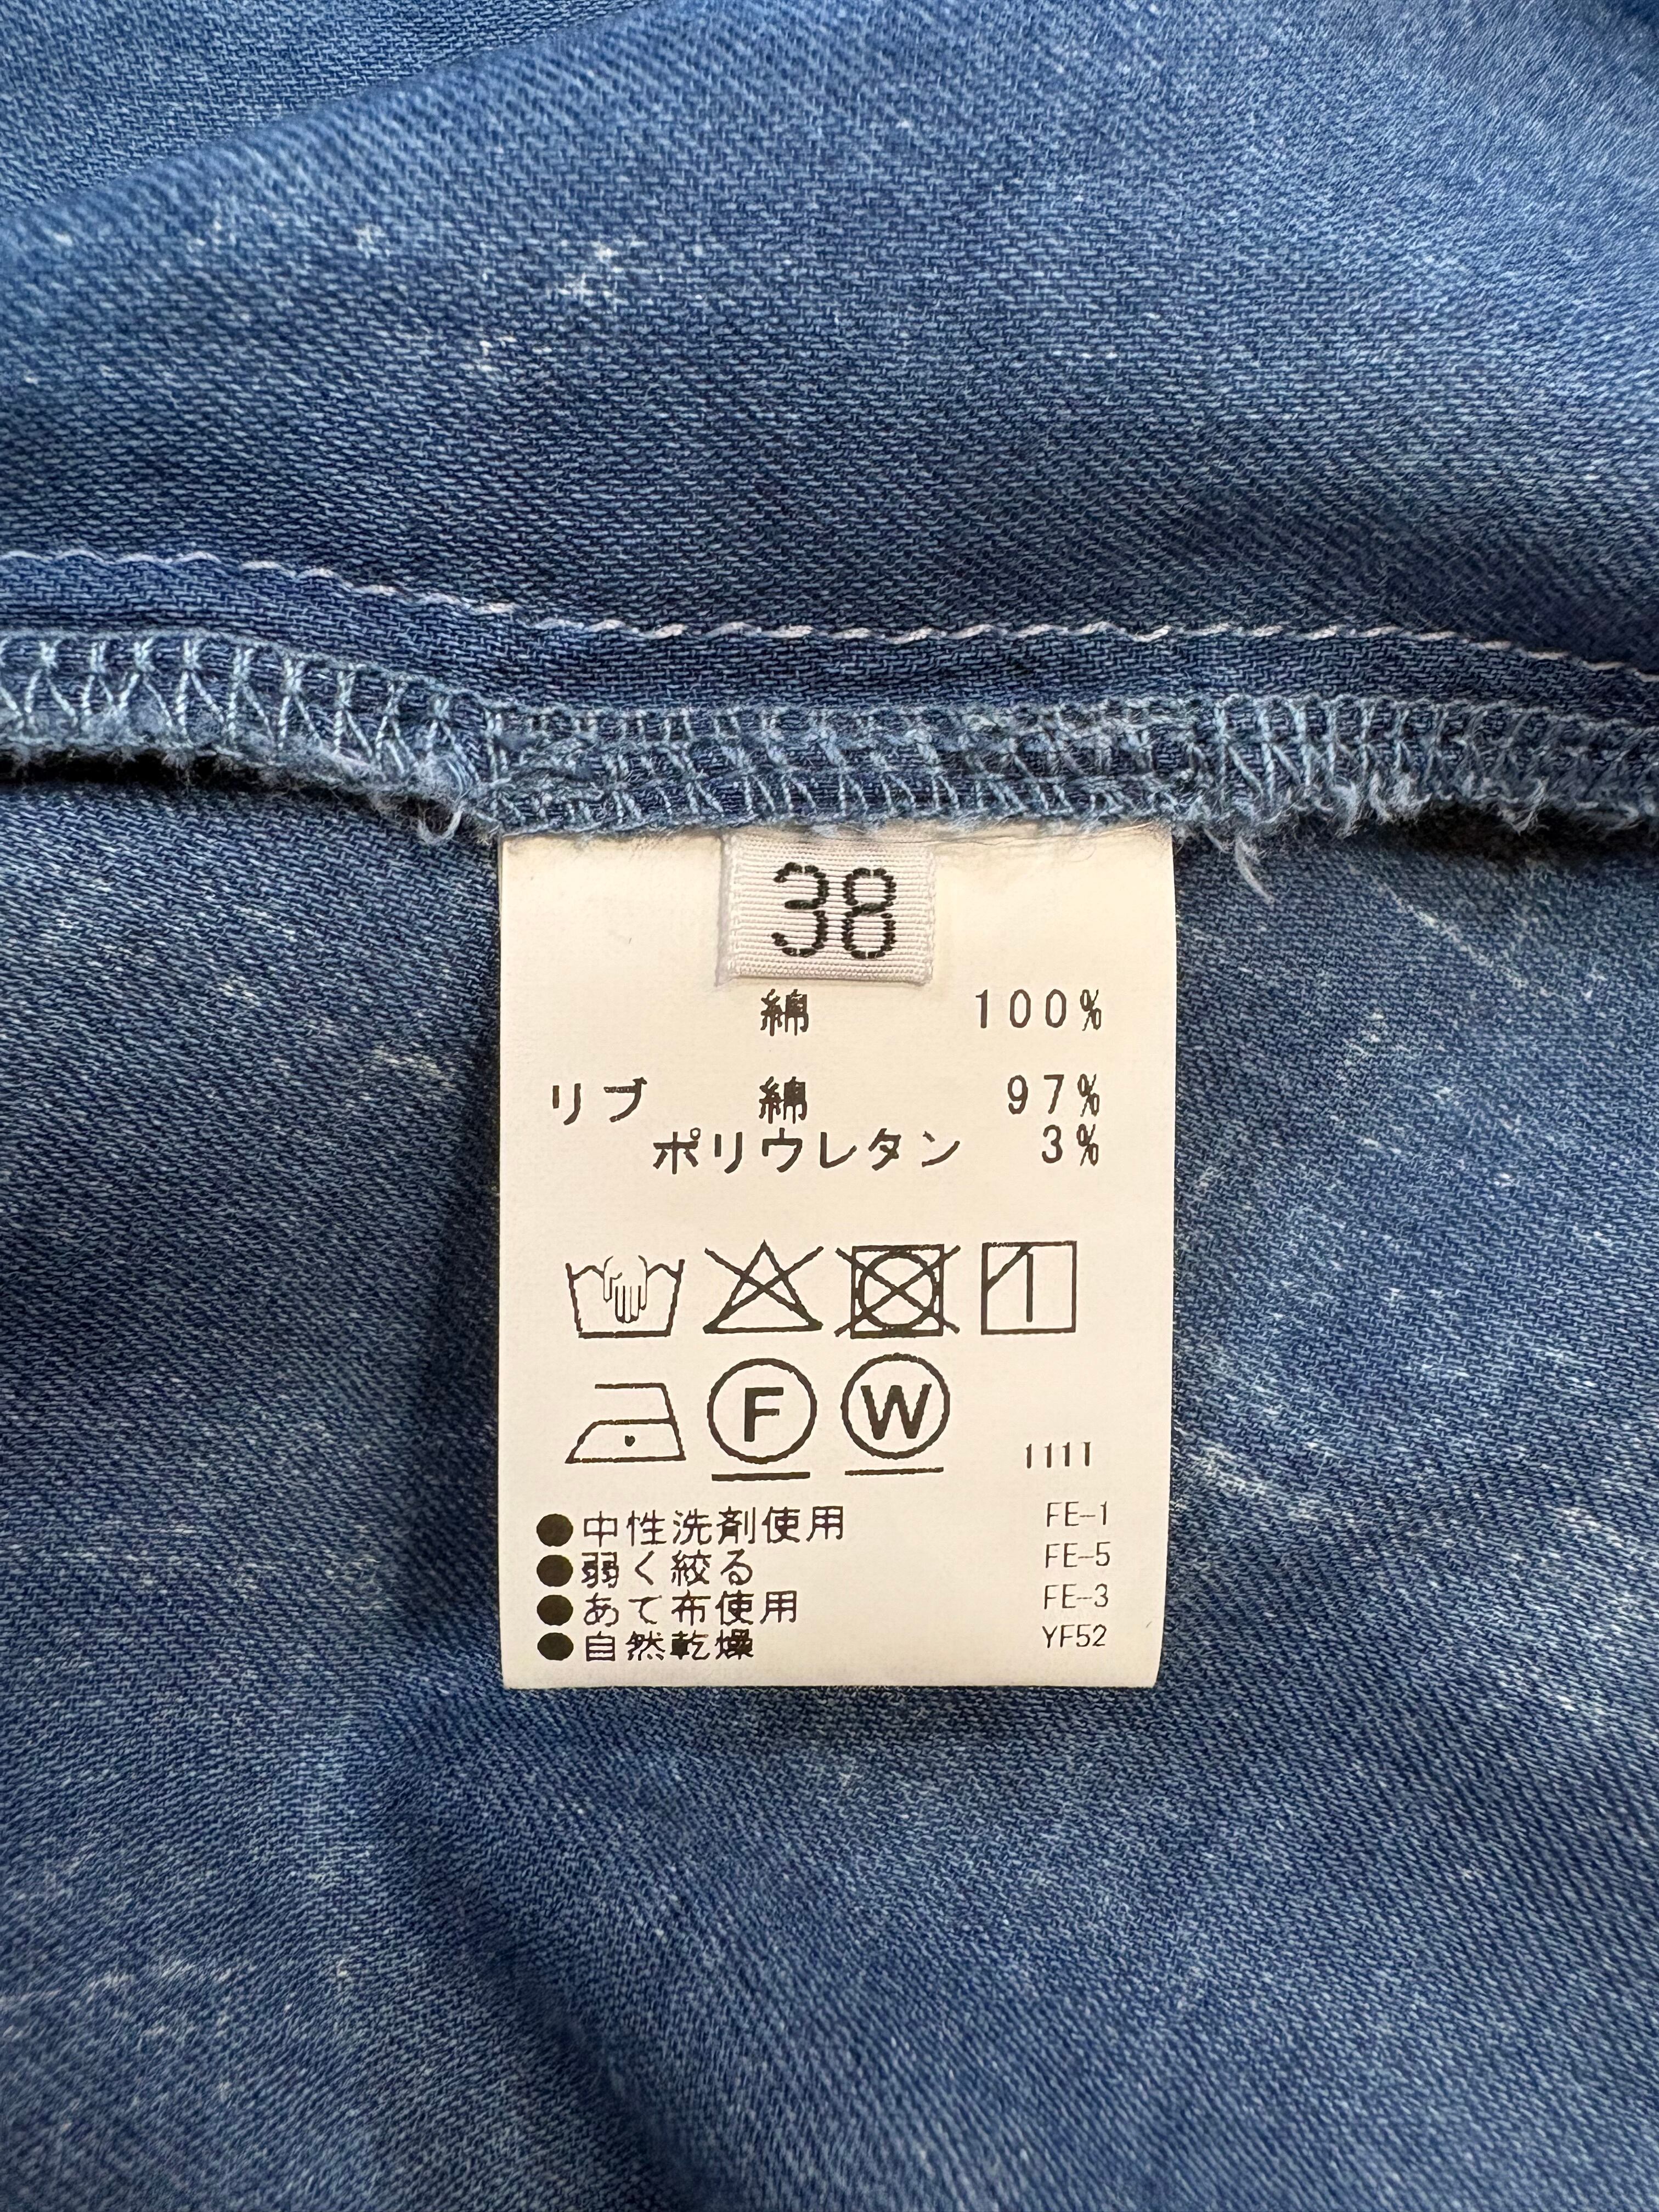 38
綿 100%
リブ 綿 97%
ポリウレタン 3%
F W
1111
●中性洗剤使用 FE-1
●弱く絞る FE-5
●あて布使用 FE-3
●自然乾燥 YF52